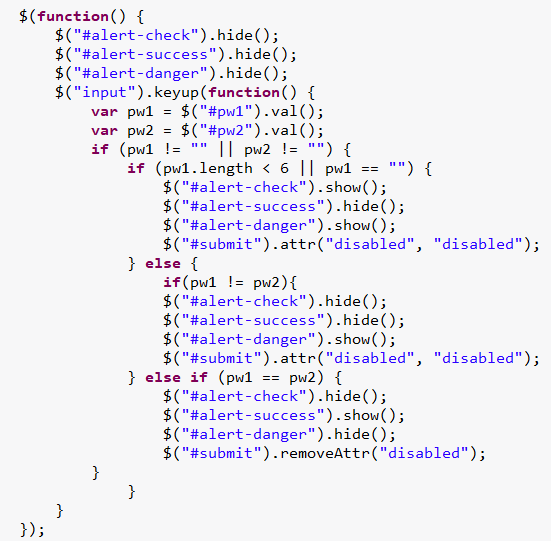 $(function() {
    $("#alert-check").hide();
    $("#alert-success").hide();
    $("#alert-danger").hide();
    $("input").keyup(function() {
        var pw1 = $("#pw1").val();
        var pw2 = $("#pw2").val();
        if (pw1 != "" || pw2 != "") {
            if (pw1.length < 6 || pw1 == "") {
                $("#alert-check").show();
                $("#alert-success").hide();
                $("#alert-danger").show();
                $("#submit").attr("disabled", "disabled");
            } else {
                if(pw1 != pw2){
                $("#alert-check").hide();
                $("#alert-success").hide();
                $("#alert-danger").show();
                $("#submit").attr("disabled", "disabled");
            } else if (pw1 == pw2) {
                $("#alert-check").hide();
                $("#alert-success").show();
                $("#alert-danger").hide();
                $("#submit").removeAttr("disabled");
        }
            }
    }
});